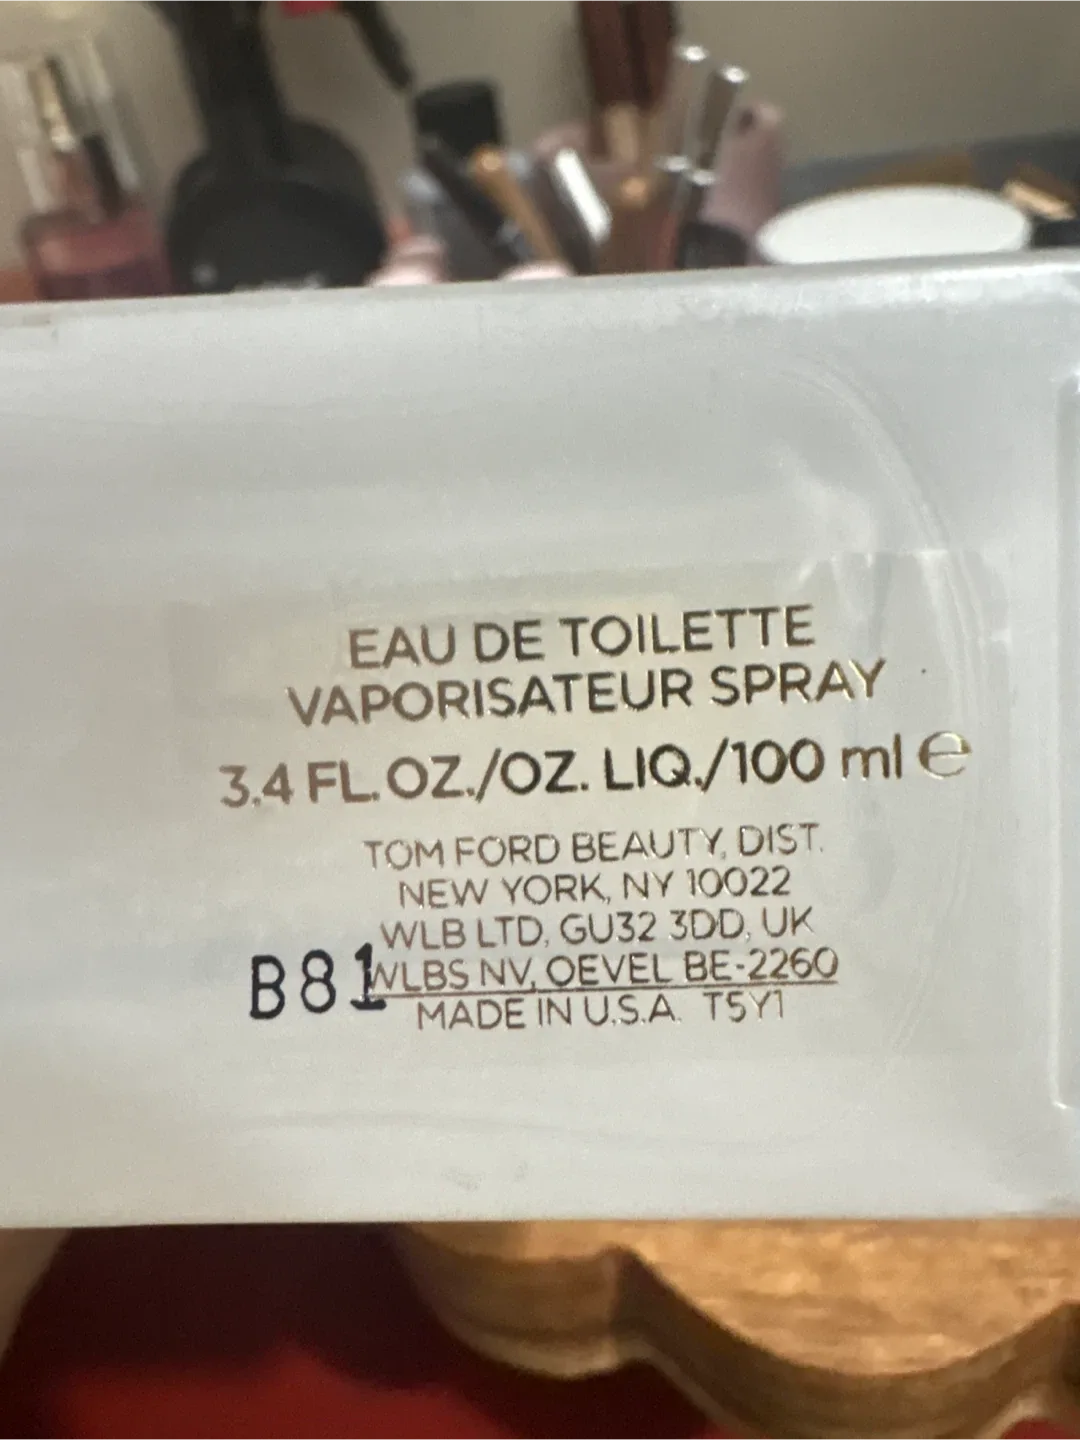 EAU DE TOILETTE
VAPORISATEUR SPRAY
3.4 FL.OZ./OZ. LIQ./100 ml ℮
TOM FORD BEAUTY, DIST.
NEW YORK, NY 10022
WLB LTD, GU32 3DD, UK
WLBS NV, OEVEL BE-2260
B81
MADE IN U.S.A. T5Y1